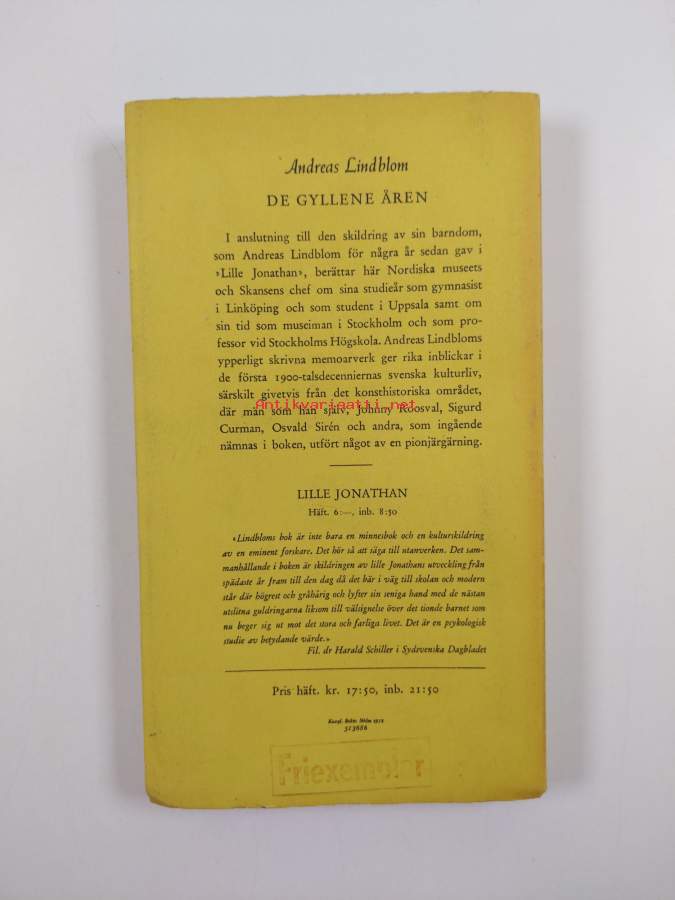 Andreas Lindblom
DE GYLLENE ÅREN
I anslutning till den skildring av sin barndom,
som Andreas Lindblom för några år sedan gav i
»Lille Jonathan», berättar här Nordiska museets
och Skansens chef om sina studieår som gymnasist
i Linköping och som student i Uppsala samt om
sin tid som museiman i Stockholm och som pro-
fessor vid Stockholms Högskola. Andreas Lindbloms
ypperligt skrivna memoarverk ger rika inblickar i
de första 1900-talsdecenniernas svenska kulturliv,
särskilt givetvis från det konsthistoriska området,
Antikvariaatti.net
där män som han själv, Johnny Roosval, Sigurd
Curman, Osvald Sirén och andra, som ingående
nämnas i boken, utfört något av en pionjärgärning.
LILLE JONATHAN
Häft. 6:—, inb. 8:50
»Lindbloms bok är inte bara en minnesbok och en kulturskildring
av en eminent forskare. Det hör så att säga till utanverken. Det sam-
manhållande i boken är skildringen av lille Jonathans utveckling från
spädaste år fram till den dag då det bär i väg till skolan och modern
står där högrest och gråhårig och lyfter sin seniga hand med de nästan
utslitna guldringarna liksom till välsignelse över det tionde barnet som
nu beger sig ut mot det stora och farliga livet. Det är en psykologisk
studie av betydande värde.»
Fil. dr Harald Schiller i Sydsvenska Dagbladet
Pris häft. kr. 17:50, inb. 21:50
Kungl. Boktr. Sthlm 1952
523686
Friexemplar